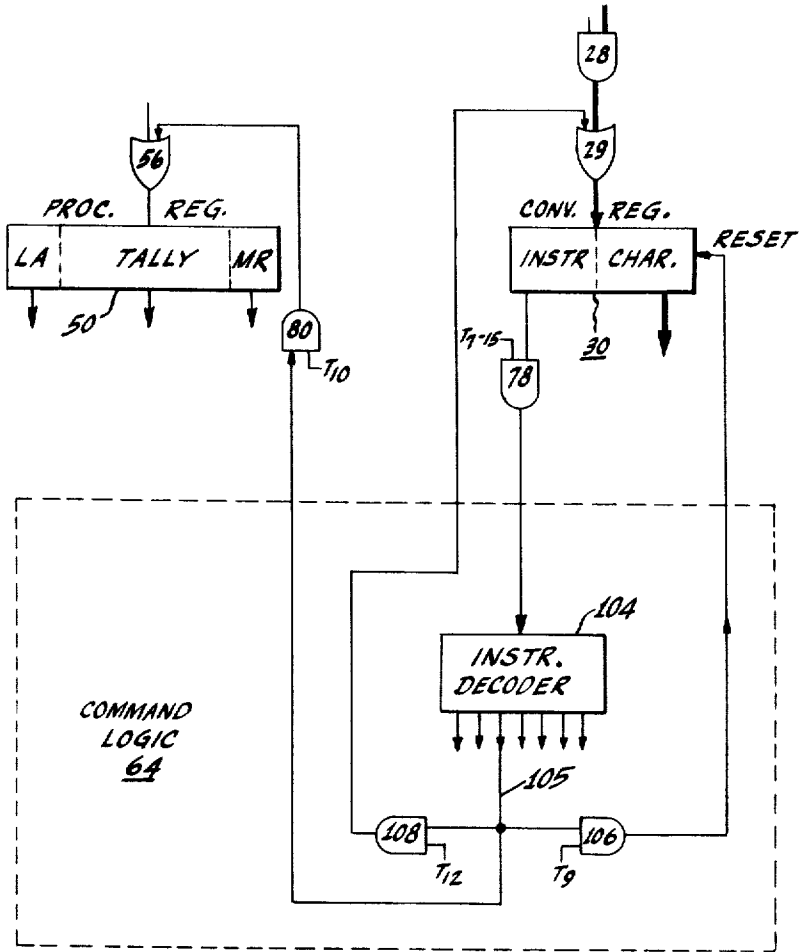 28
56
29
PROC. REG.
CONV. REG.
RESET
LA TALLY MR
INSTR CHAR.
50
80
T10
T9-15
78
30
104
INSTR.
DECODER
COMMAND
LOGIC
64
105
108
106
T12
T9